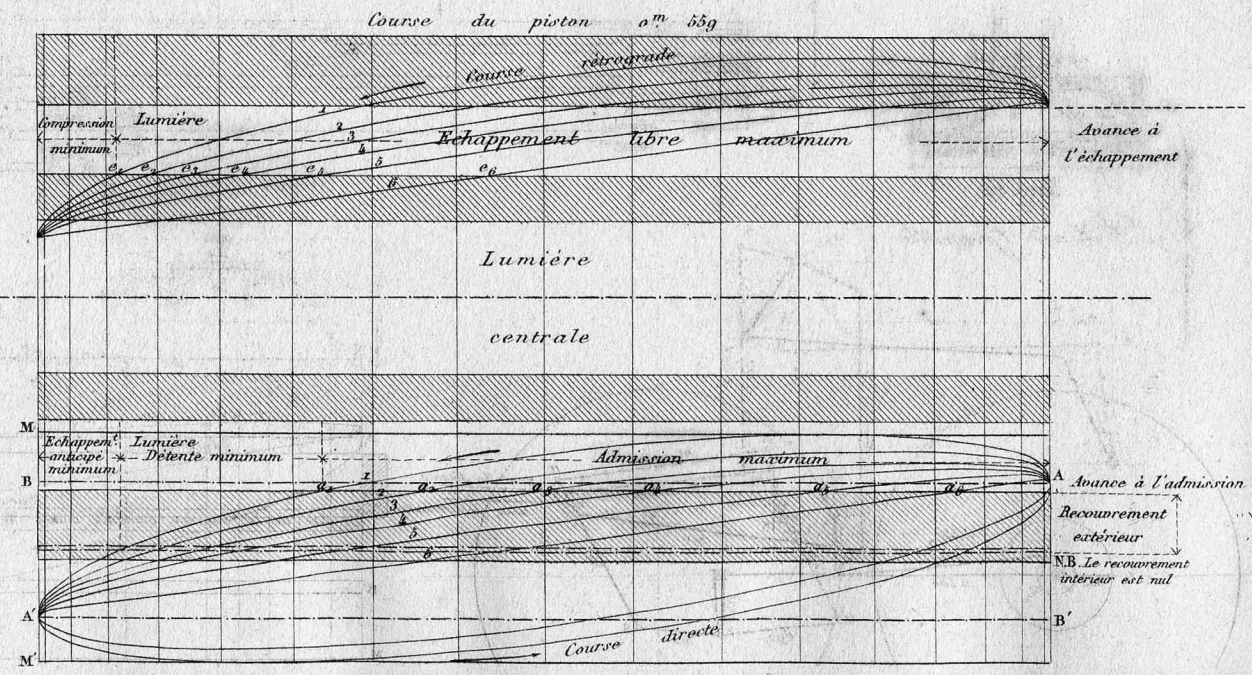 Course du piston 0m 559
Course rétrograde
1
Compression minimum
Lumière
2
3
4
5
6
Echappement libre maximum
Avance à l'échappement
e1 e2 e3 e4 e5 e6
Lumière
centrale
M
Echappemt. anticipé minimum
Lumière
Détente minimum
Admission maximum
B
1
a1 2 a2 a3 a4 a5 a6
A
Avance à l'admission
3
4
5
6
Recouvrement
extérieur
N.B. Le recouvrement
intérieur est nul
A'
B'
Course directe
M'